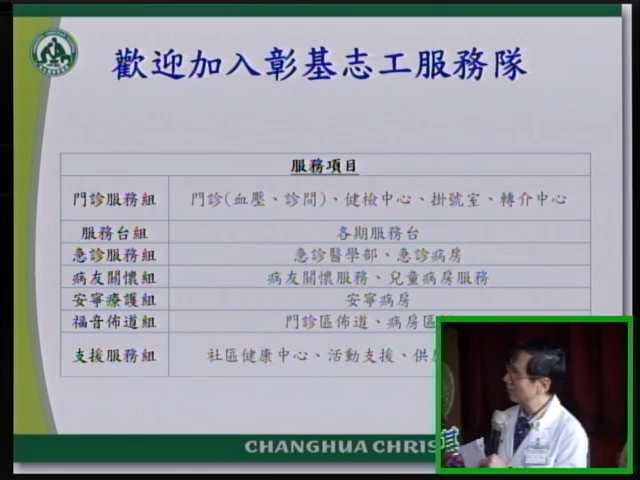 歡迎加入彰基志工服務隊
服務項目
門診服務組 門診(血壓、診間)、健檢中心、掛號室、轉介中心
服務台組 各期服務台
急診服務組 急診醫學部、急診病房
病友關懷組 病友關懷服務、兒童病房服務
安寧療護組 安寧病房
福音佈道組 門診區佈道、病房區
支援服務組 社區健康中心、活動支援、供
CHANGHUA CHRIS
基